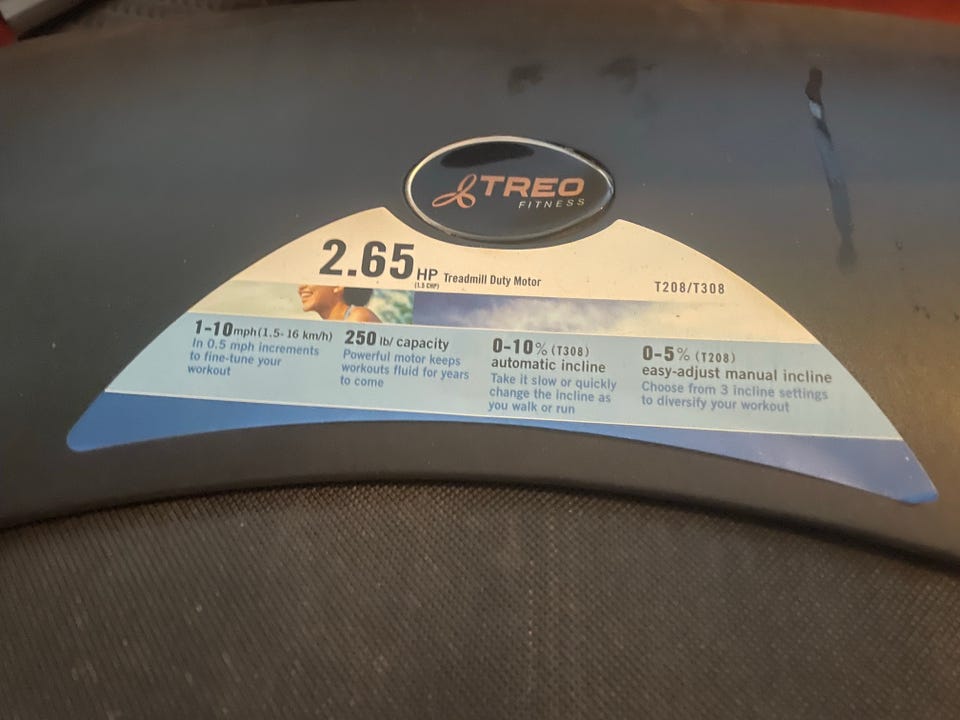 TREO
FITNESS
2.65 HP Treadmill Duty Motor
(1.5 CHP)
T208/T308
1-10 mph (1.5-16 km/h)
In 0.5 mph increments
to fine-tune your
workout
250 lb/ capacity
Powerful motor keeps
workouts fluid for years
to come
0-10% (T308)
automatic incline
Take it slow or quickly
change the incline as
you walk or run
0-5% (T208)
easy-adjust manual incline
Choose from 3 incline settings
to diversify your workout